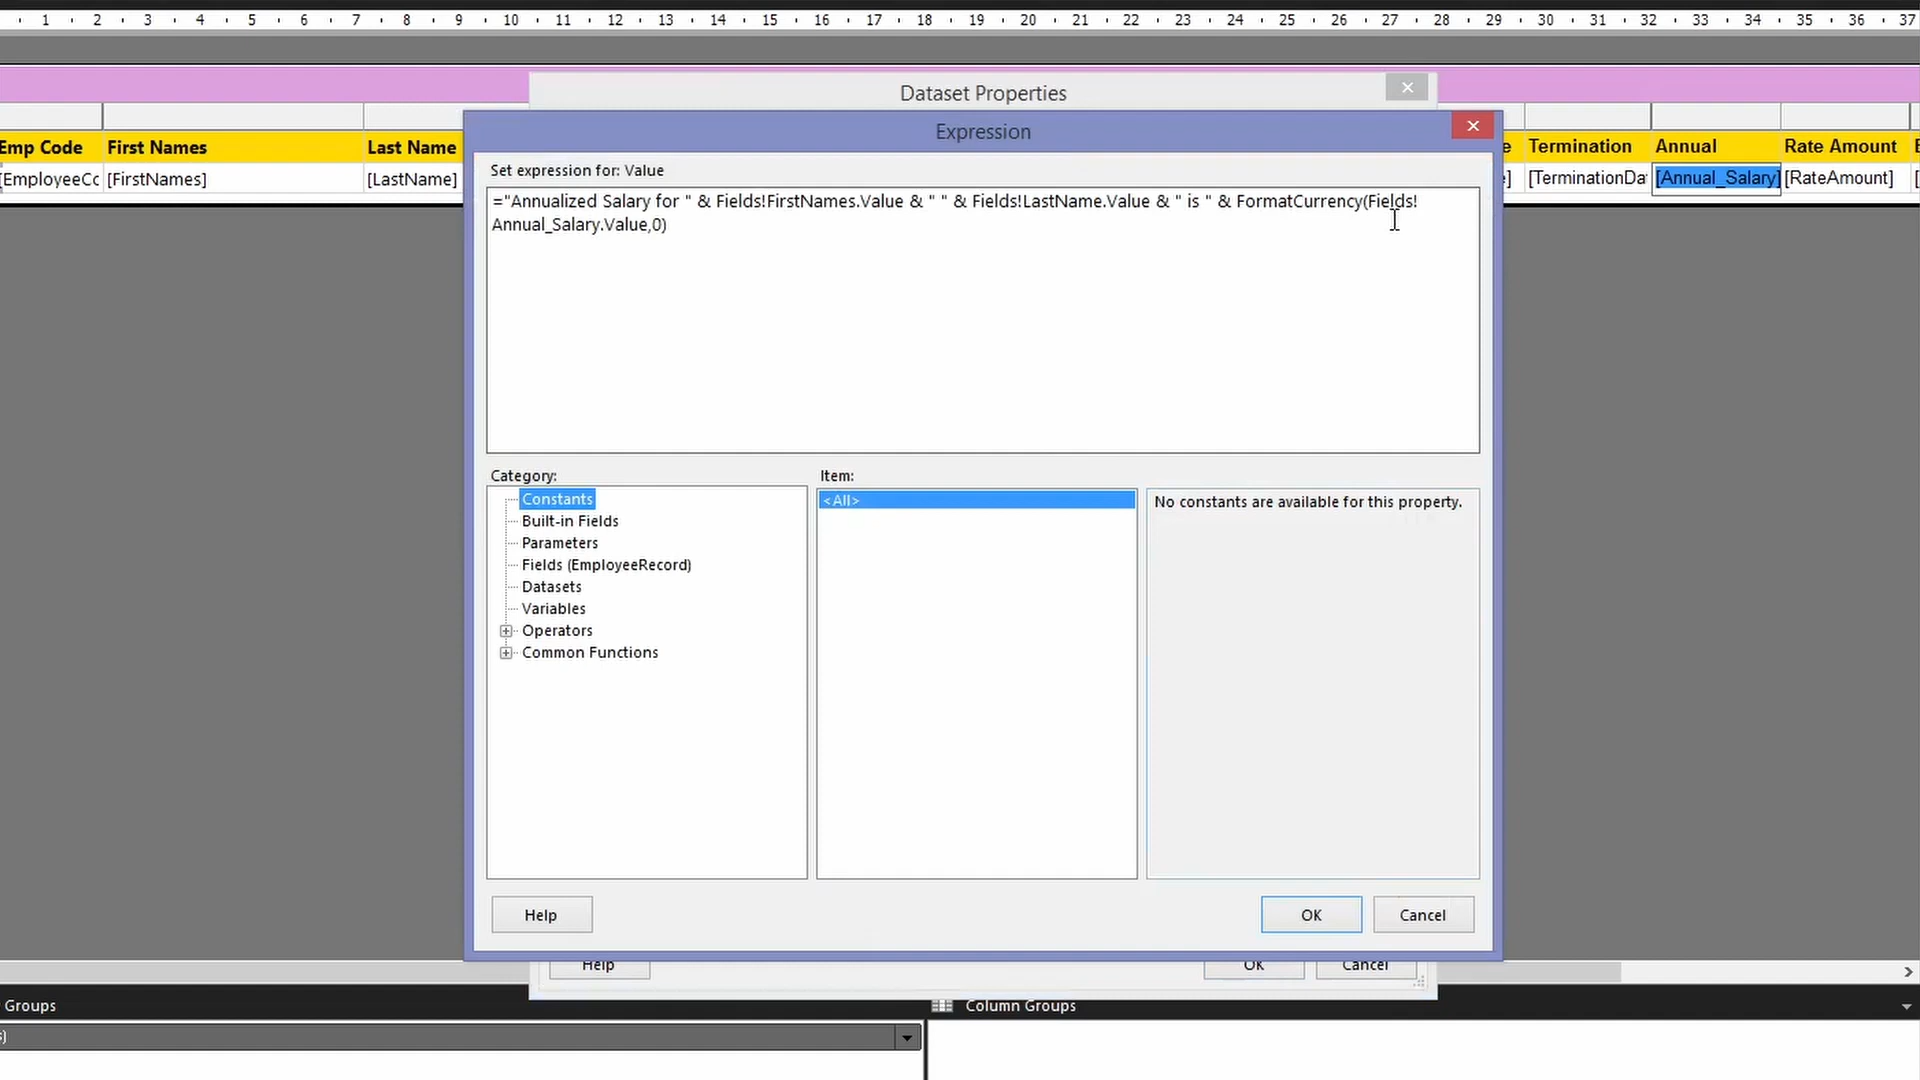 1 2 3 4 5 6 7 8 9 10 11 12 13 14 15 16 17 18 19 20 21 22 23 24 25 26 27 28 29 30 31 32 33 34 35 36 37
Dataset Properties
Expression
Emp Code First Names Last Name e Termination Annual Rate Amount
[EmployeeCc [FirstNames] [LastName] e] [TerminationDa [Annual_Salary] [RateAmount] [
Set expression for: Value
="Annualized Salary for " & Fields!FirstNames.Value & " " & Fields!LastName.Value & " is " & FormatCurrency(Fields!
Annual_Salary.Value,0)
Category: Item:
Constants
Built-in Fields
Parameters
Fields (EmployeeRecord)
Datasets
Variables
Operators
Common Functions
<All>
No constants are available for this property.
Help OK Cancel
Help OK Cancel
Groups Column Groups
s)